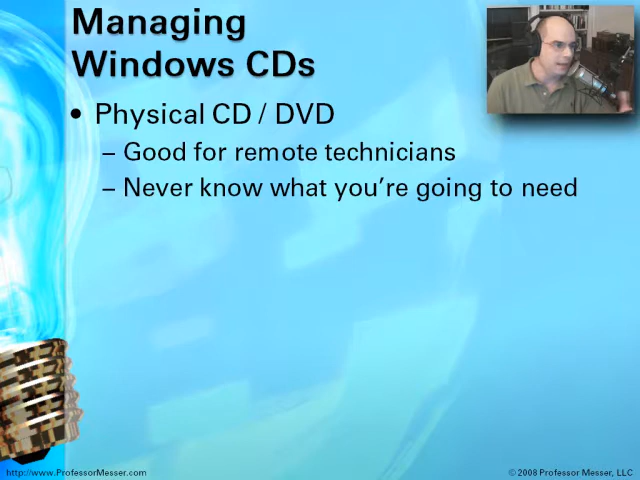 Managing
Windows CDs
• Physical CD / DVD
– Good for remote technicians
– Never know what you're going to need
http://www.ProfessorMesser.com
© 2008 Professor Messer, LLC